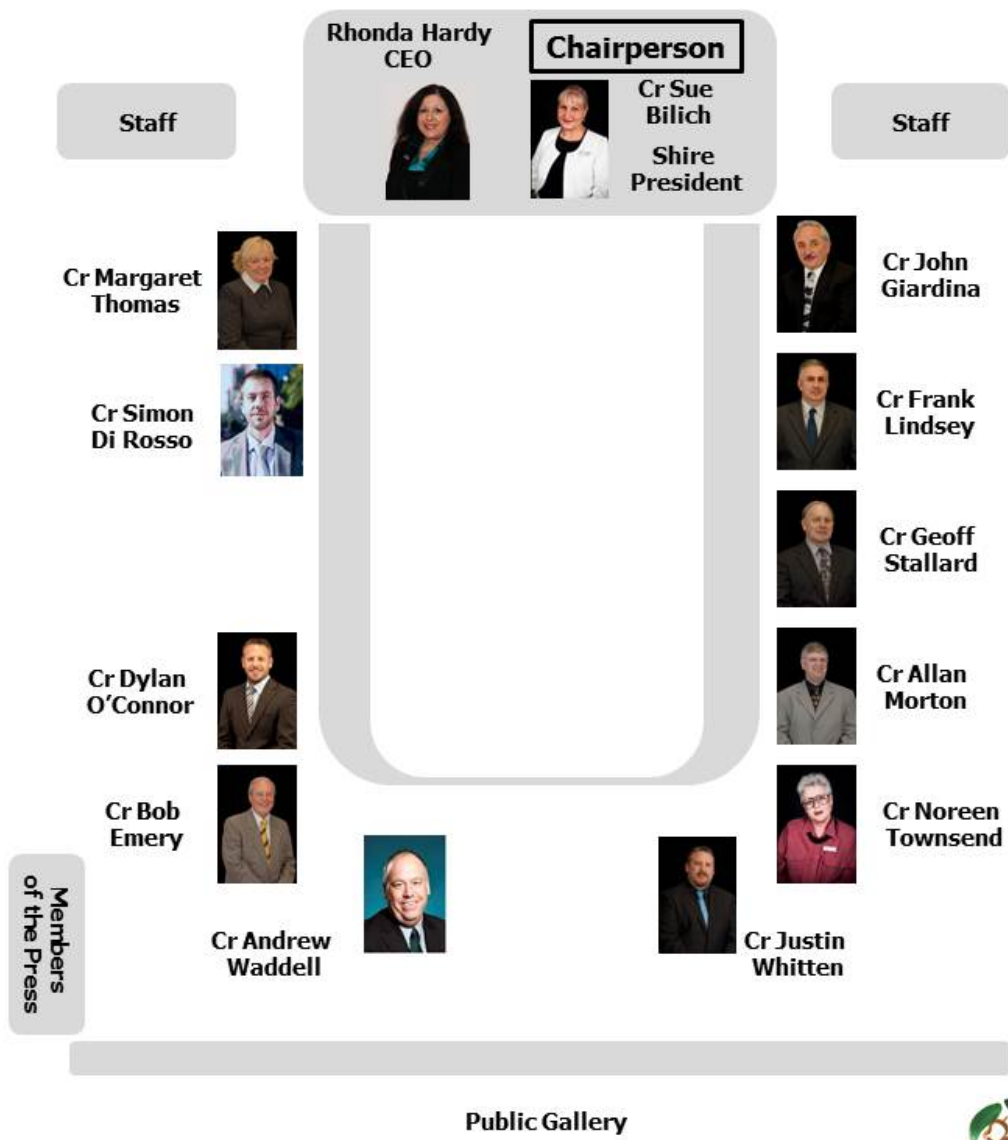 Rhonda Hardy
CEO
Chairperson
Cr Sue
Bilich
Shire
President
Staff
Staff
Cr Margaret
Thomas
Cr John
Giardina
Cr Simon
Di Rosso
Cr Frank
Lindsey
Cr Geoff
Stallard
Cr Dylan
O’Connor
Cr Allan
Morton
Cr Bob
Emery
Cr Noreen
Townsend
Members
of the Press
Cr Andrew
Waddell
Cr Justin
Whitten
Public Gallery